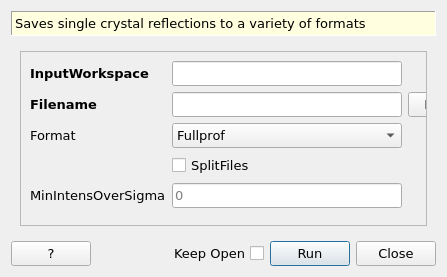 Saves single crystal reflections to a variety of formats
InputWorkspace
Filename
Format Fullprof
SplitFiles
MinIntensOverSigma 0
? Keep Open Run Close